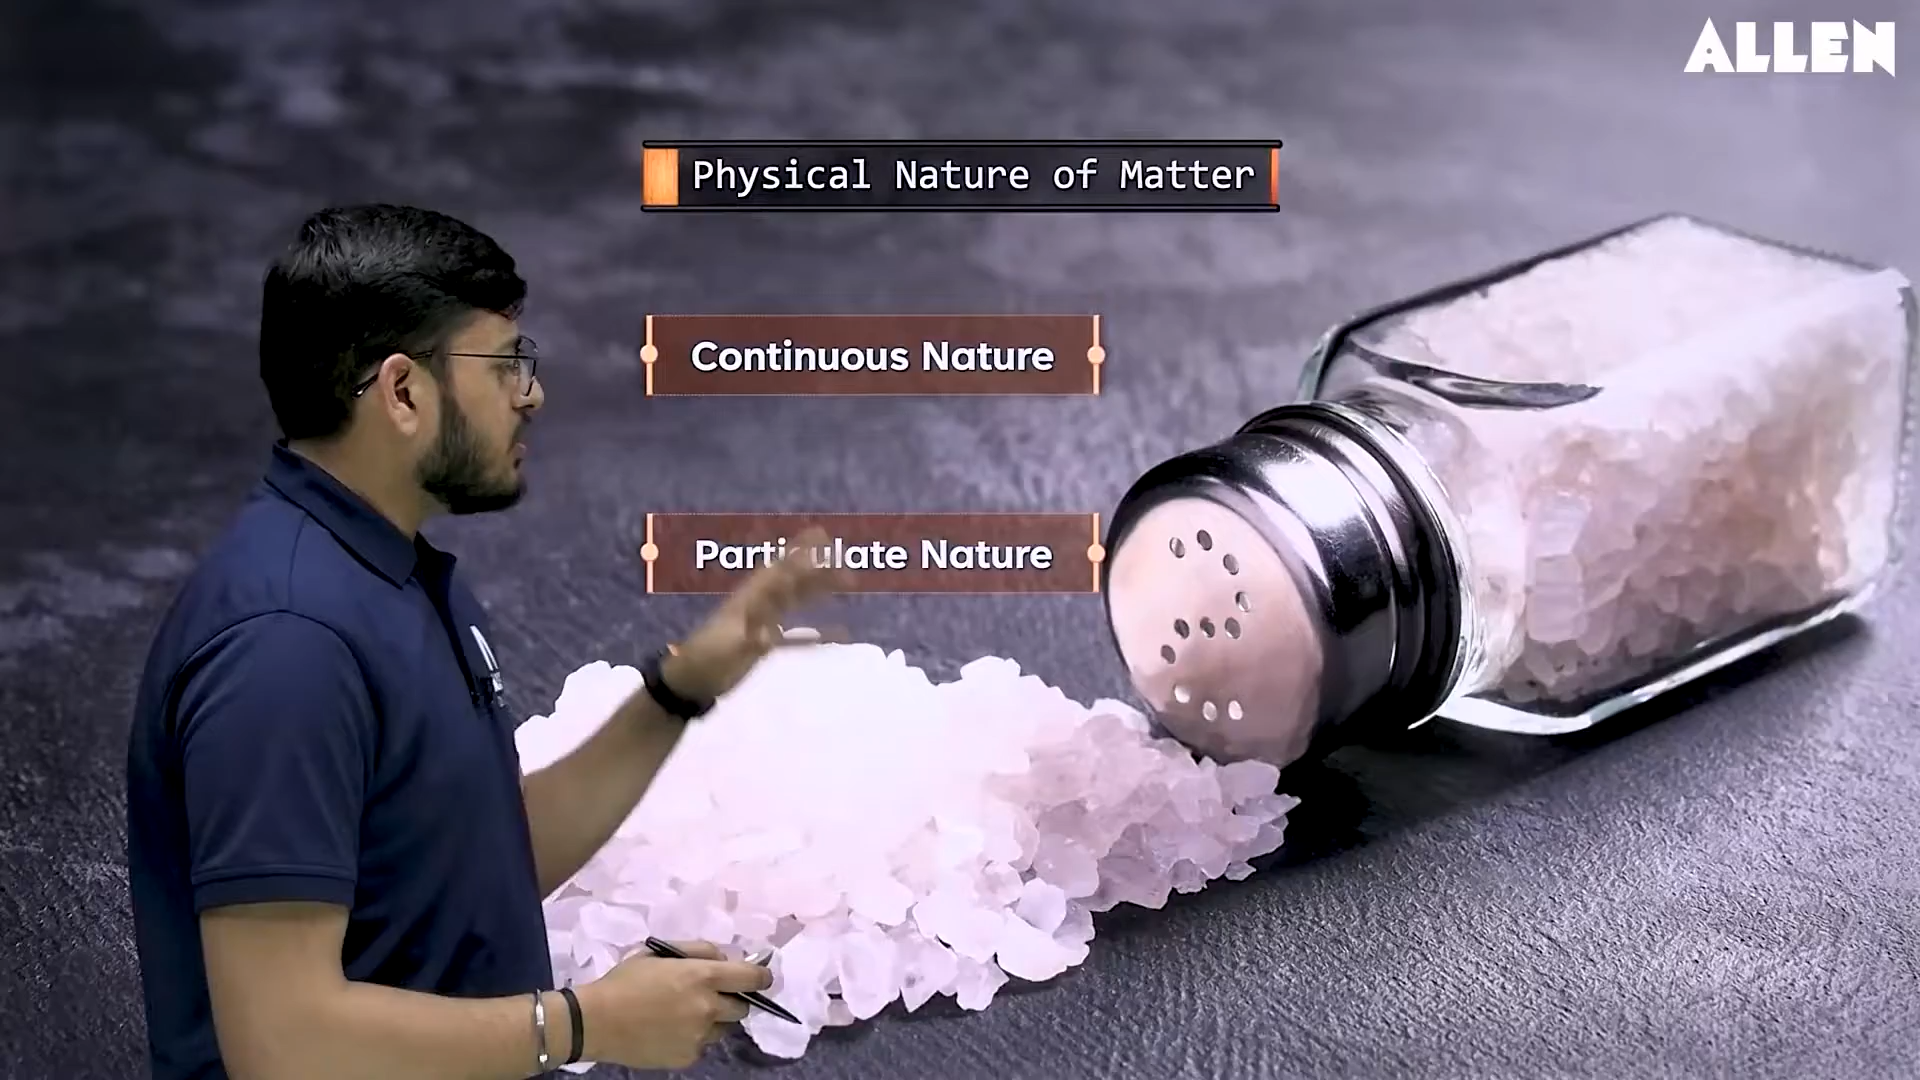 ALLEN
Physical Nature of Matter
Continuous Nature
Particulate Nature